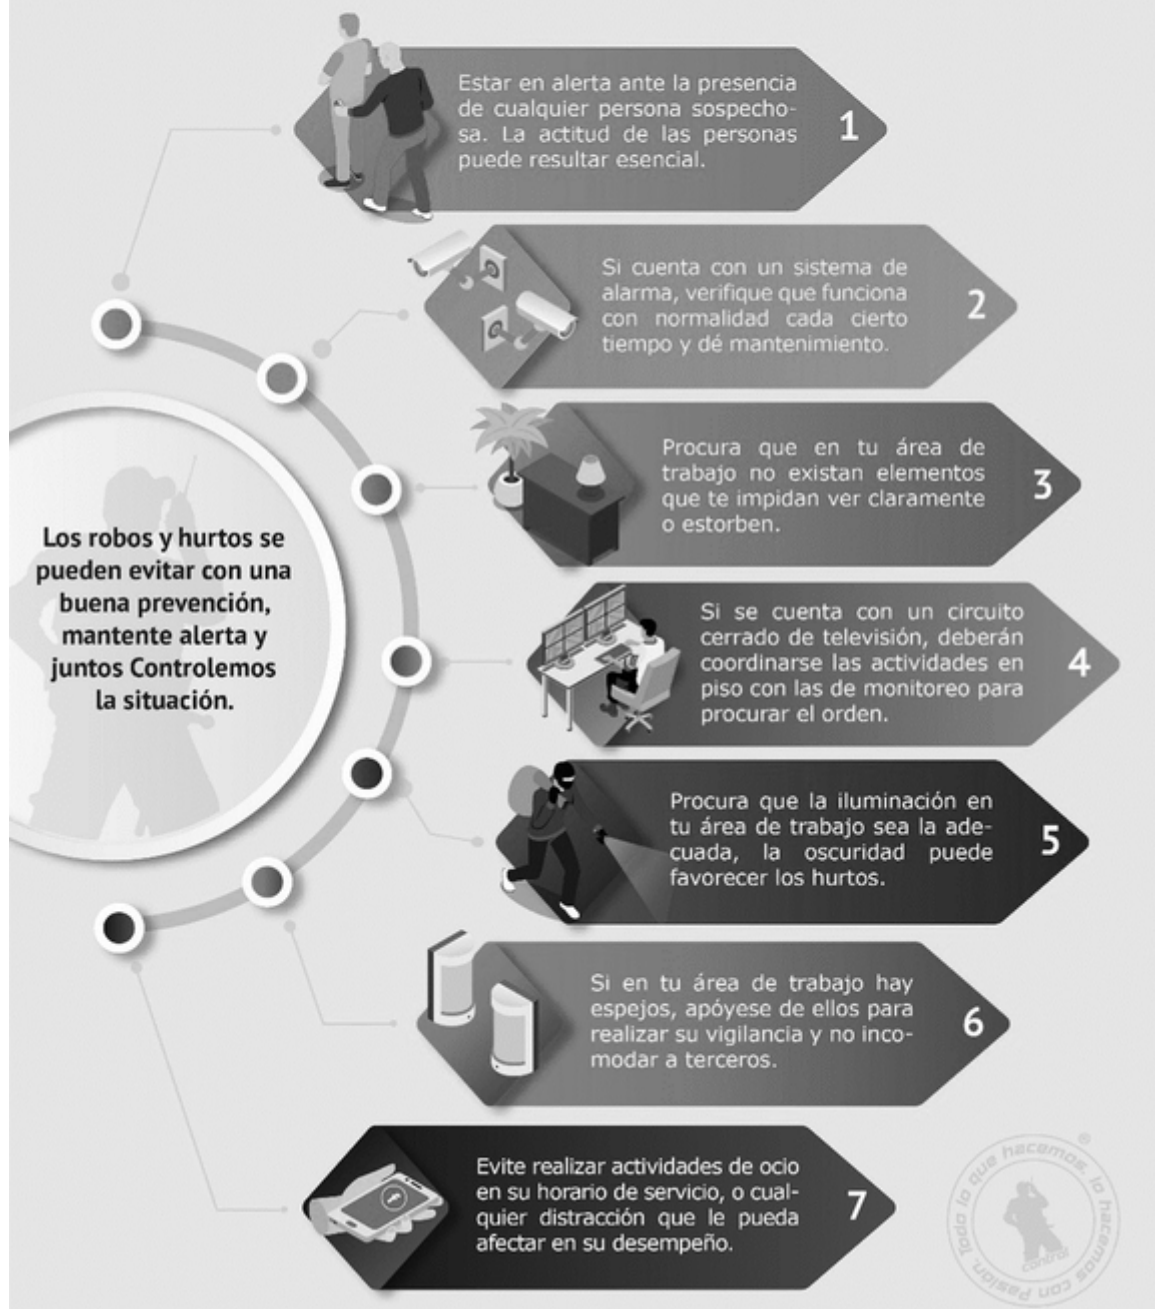 Los robos y hurtos se
pueden evitar con una
buena prevención,
mantente alerta y
juntos Controlemos
la situación.
Estar en alerta ante la presencia
de cualquier persona sospecho-
sa. La actitud de las personas
puede resultar esencial.
1
Si cuenta con un sistema de
alarma, verifique que funciona
con normalidad cada cierto
tiempo y dé mantenimiento.
2
Procura que en tu área de
trabajo no existan elementos
que te impidan ver claramente
o estorben.
3
Si se cuenta con un circuito
cerrado de televisión, deberán
coordinarse las actividades en
piso con las de monitoreo para
procurar el orden.
4
Procura que la iluminación en
tu área de trabajo sea la ade-
cuada, la oscuridad puede
favorecer los hurtos.
5
Si en tu área de trabajo hay
espejos, apóyese de ellos para
realizar su vigilancia y no inco-
modar a terceros.
6
Evite realizar actividades de ocio
en su horario de servicio, o cual-
quier distracción que le pueda
afectar en su desempeño.
7
Todo lo que hacemos, lo hacemos con Pasión.
control
®